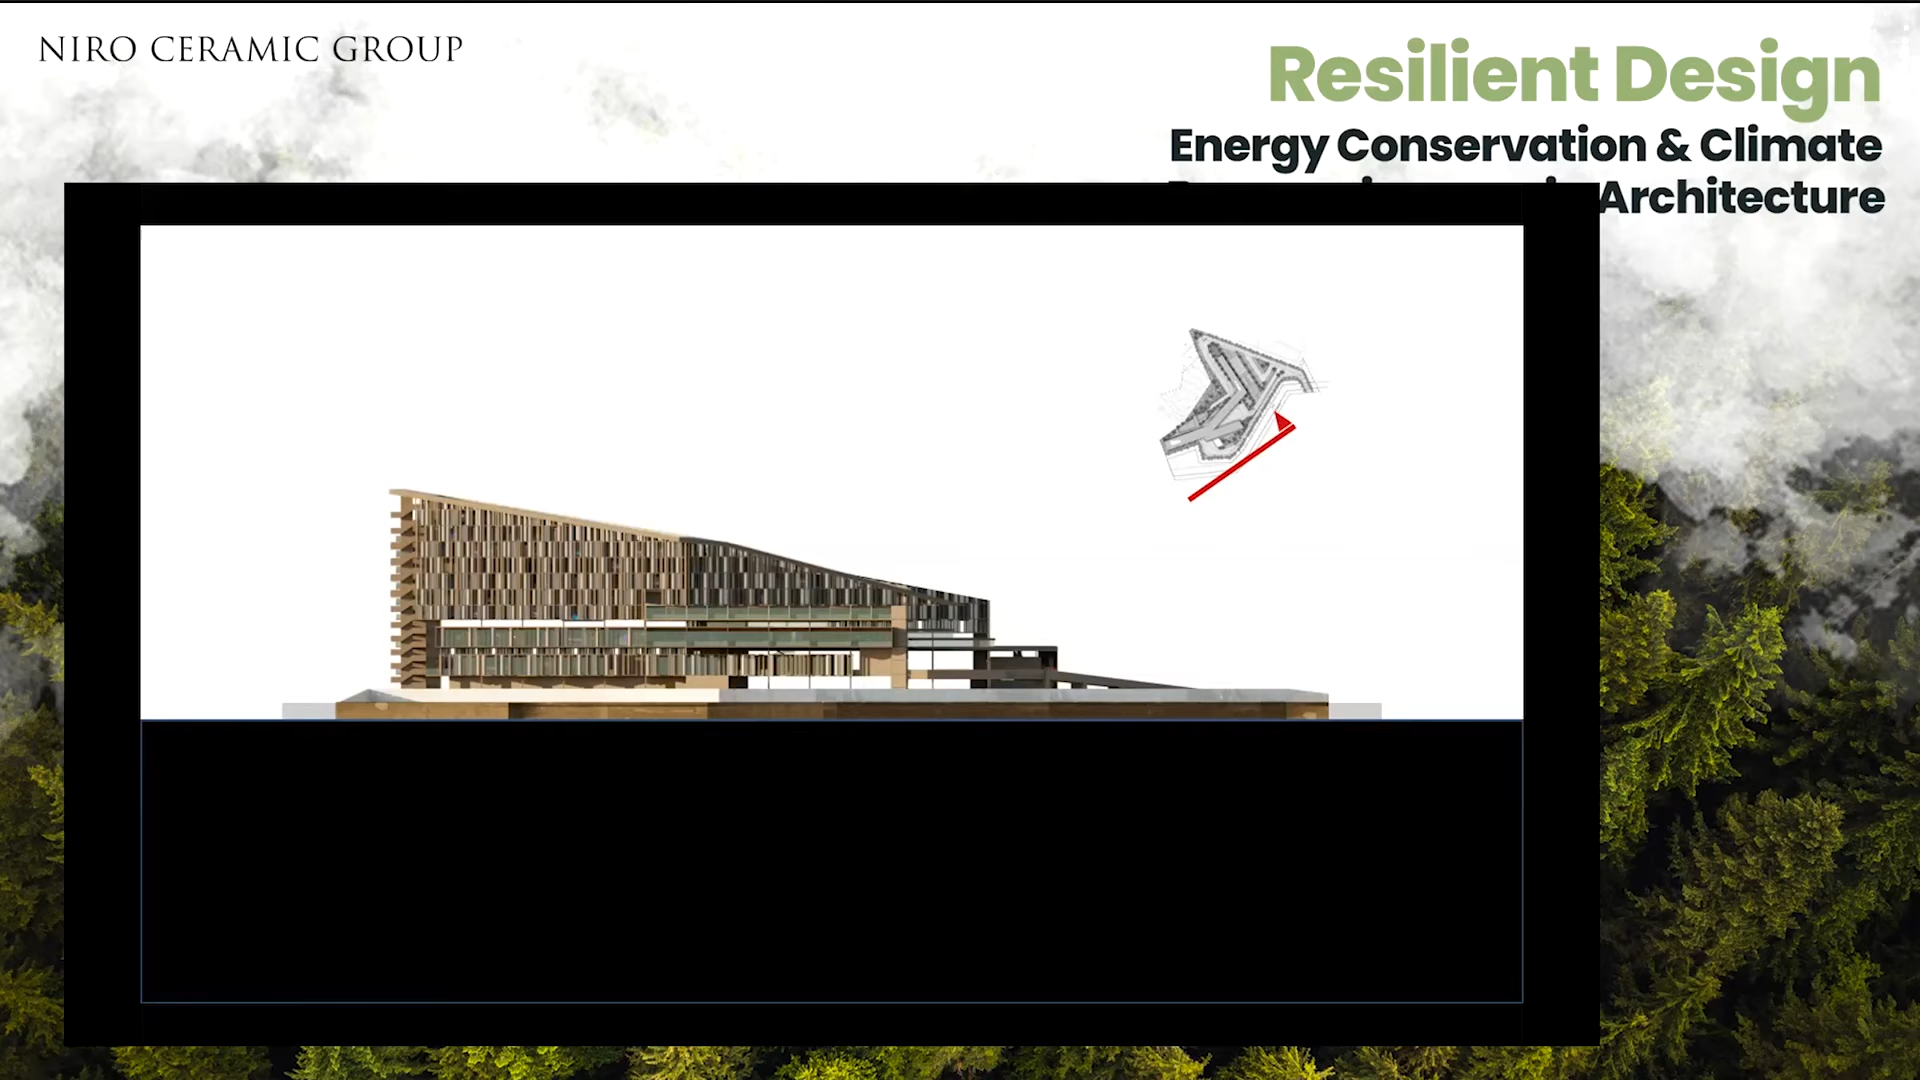 NIRO CERAMIC GROUP
Resilient Design
Energy Conservation & Climate
Architecture